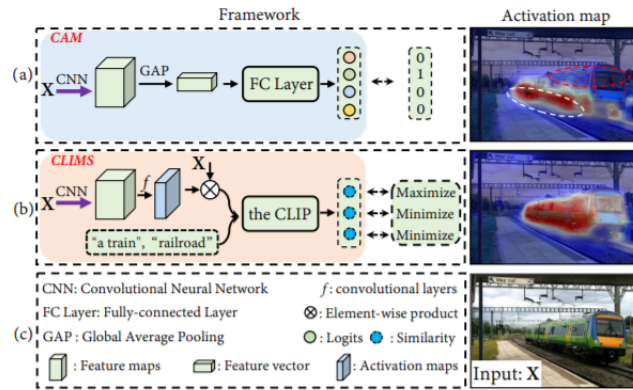 Framework
Activation map
CAM
(a)
X
CNN
GAP
FC Layer
0
1
0
0
CLIMS
(b)
X
CNN
f
X
the CLIP
"a train", "railroad"
Maximize
Minimize
Minimize
(c)
CNN: Convolutional Neural Network
f: convolutional layers
FC Layer: Fully-connected Layer
: Element-wise product
GAP : Global Average Pooling
: Logits
: Similarity
: Feature maps
: Feature vector
: Activation maps
Input: X